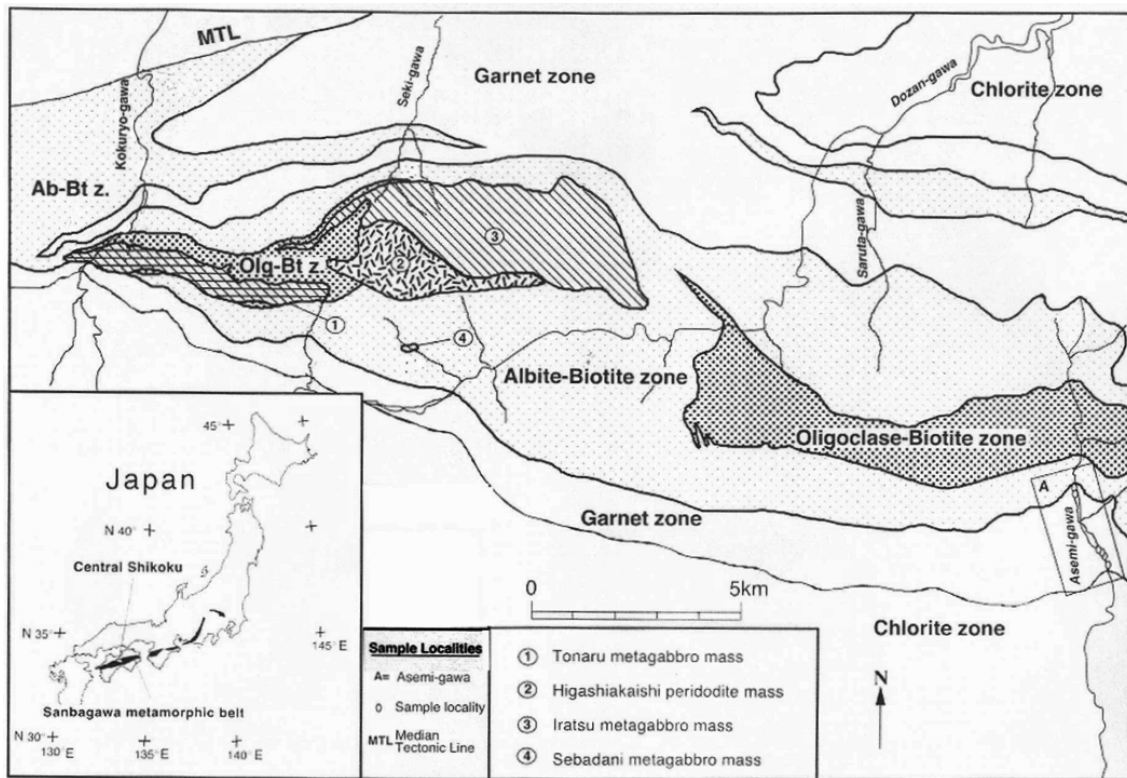 MTL
Kokuryo-gawa
Seki-gawa
Garnet zone
Dozan-gawa
Chlorite zone
Ab-Bt z.
Saruta-gawa
Olg-Bt z.
3
2
1
4
Albite-Biotite zone
Oligoclase-Biotite zone
A
Asemi-gawa
Garnet zone
0 5km
Chlorite zone
N
45°
Japan
N 40°
Central Shikoku
N 35°
145°E
Sanbagawa metamorphic belt
N 30°
130°E
135°E
140°E
Sample Localities
A= Asemi-gawa
0 Sample locality
MTL Median
Tectonic Line
1 Tonaru metagabbro mass
2 Higashiakaishi peridodite mass
3 Iratsu metagabbro mass
4 Sebadani metagabbro mass